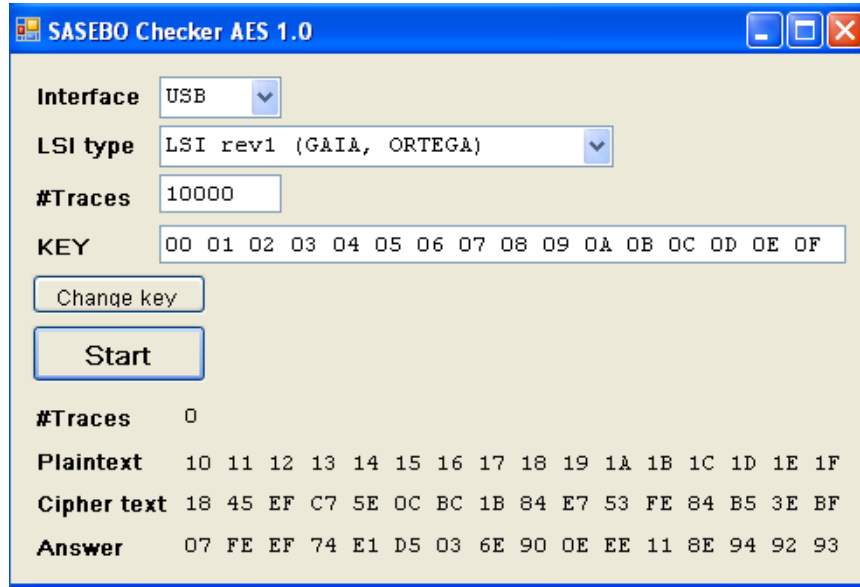 SASEBO Checker AES 1.0
Interface USB
LSI type LSI rev1 (GAIA, ORTEGA)
#Traces 10000
KEY 00 01 02 03 04 05 06 07 08 09 0A 0B 0C 0D 0E 0F
Change key
Start
#Traces 0
Plaintext 10 11 12 13 14 15 16 17 18 19 1A 1B 1C 1D 1E 1F
Cipher text 18 45 EF C7 5E 0C BC 1B 84 E7 53 FE 84 B5 3E BF
Answer 07 FE EF 74 E1 D5 03 6E 90 0E EE 11 8E 94 92 93